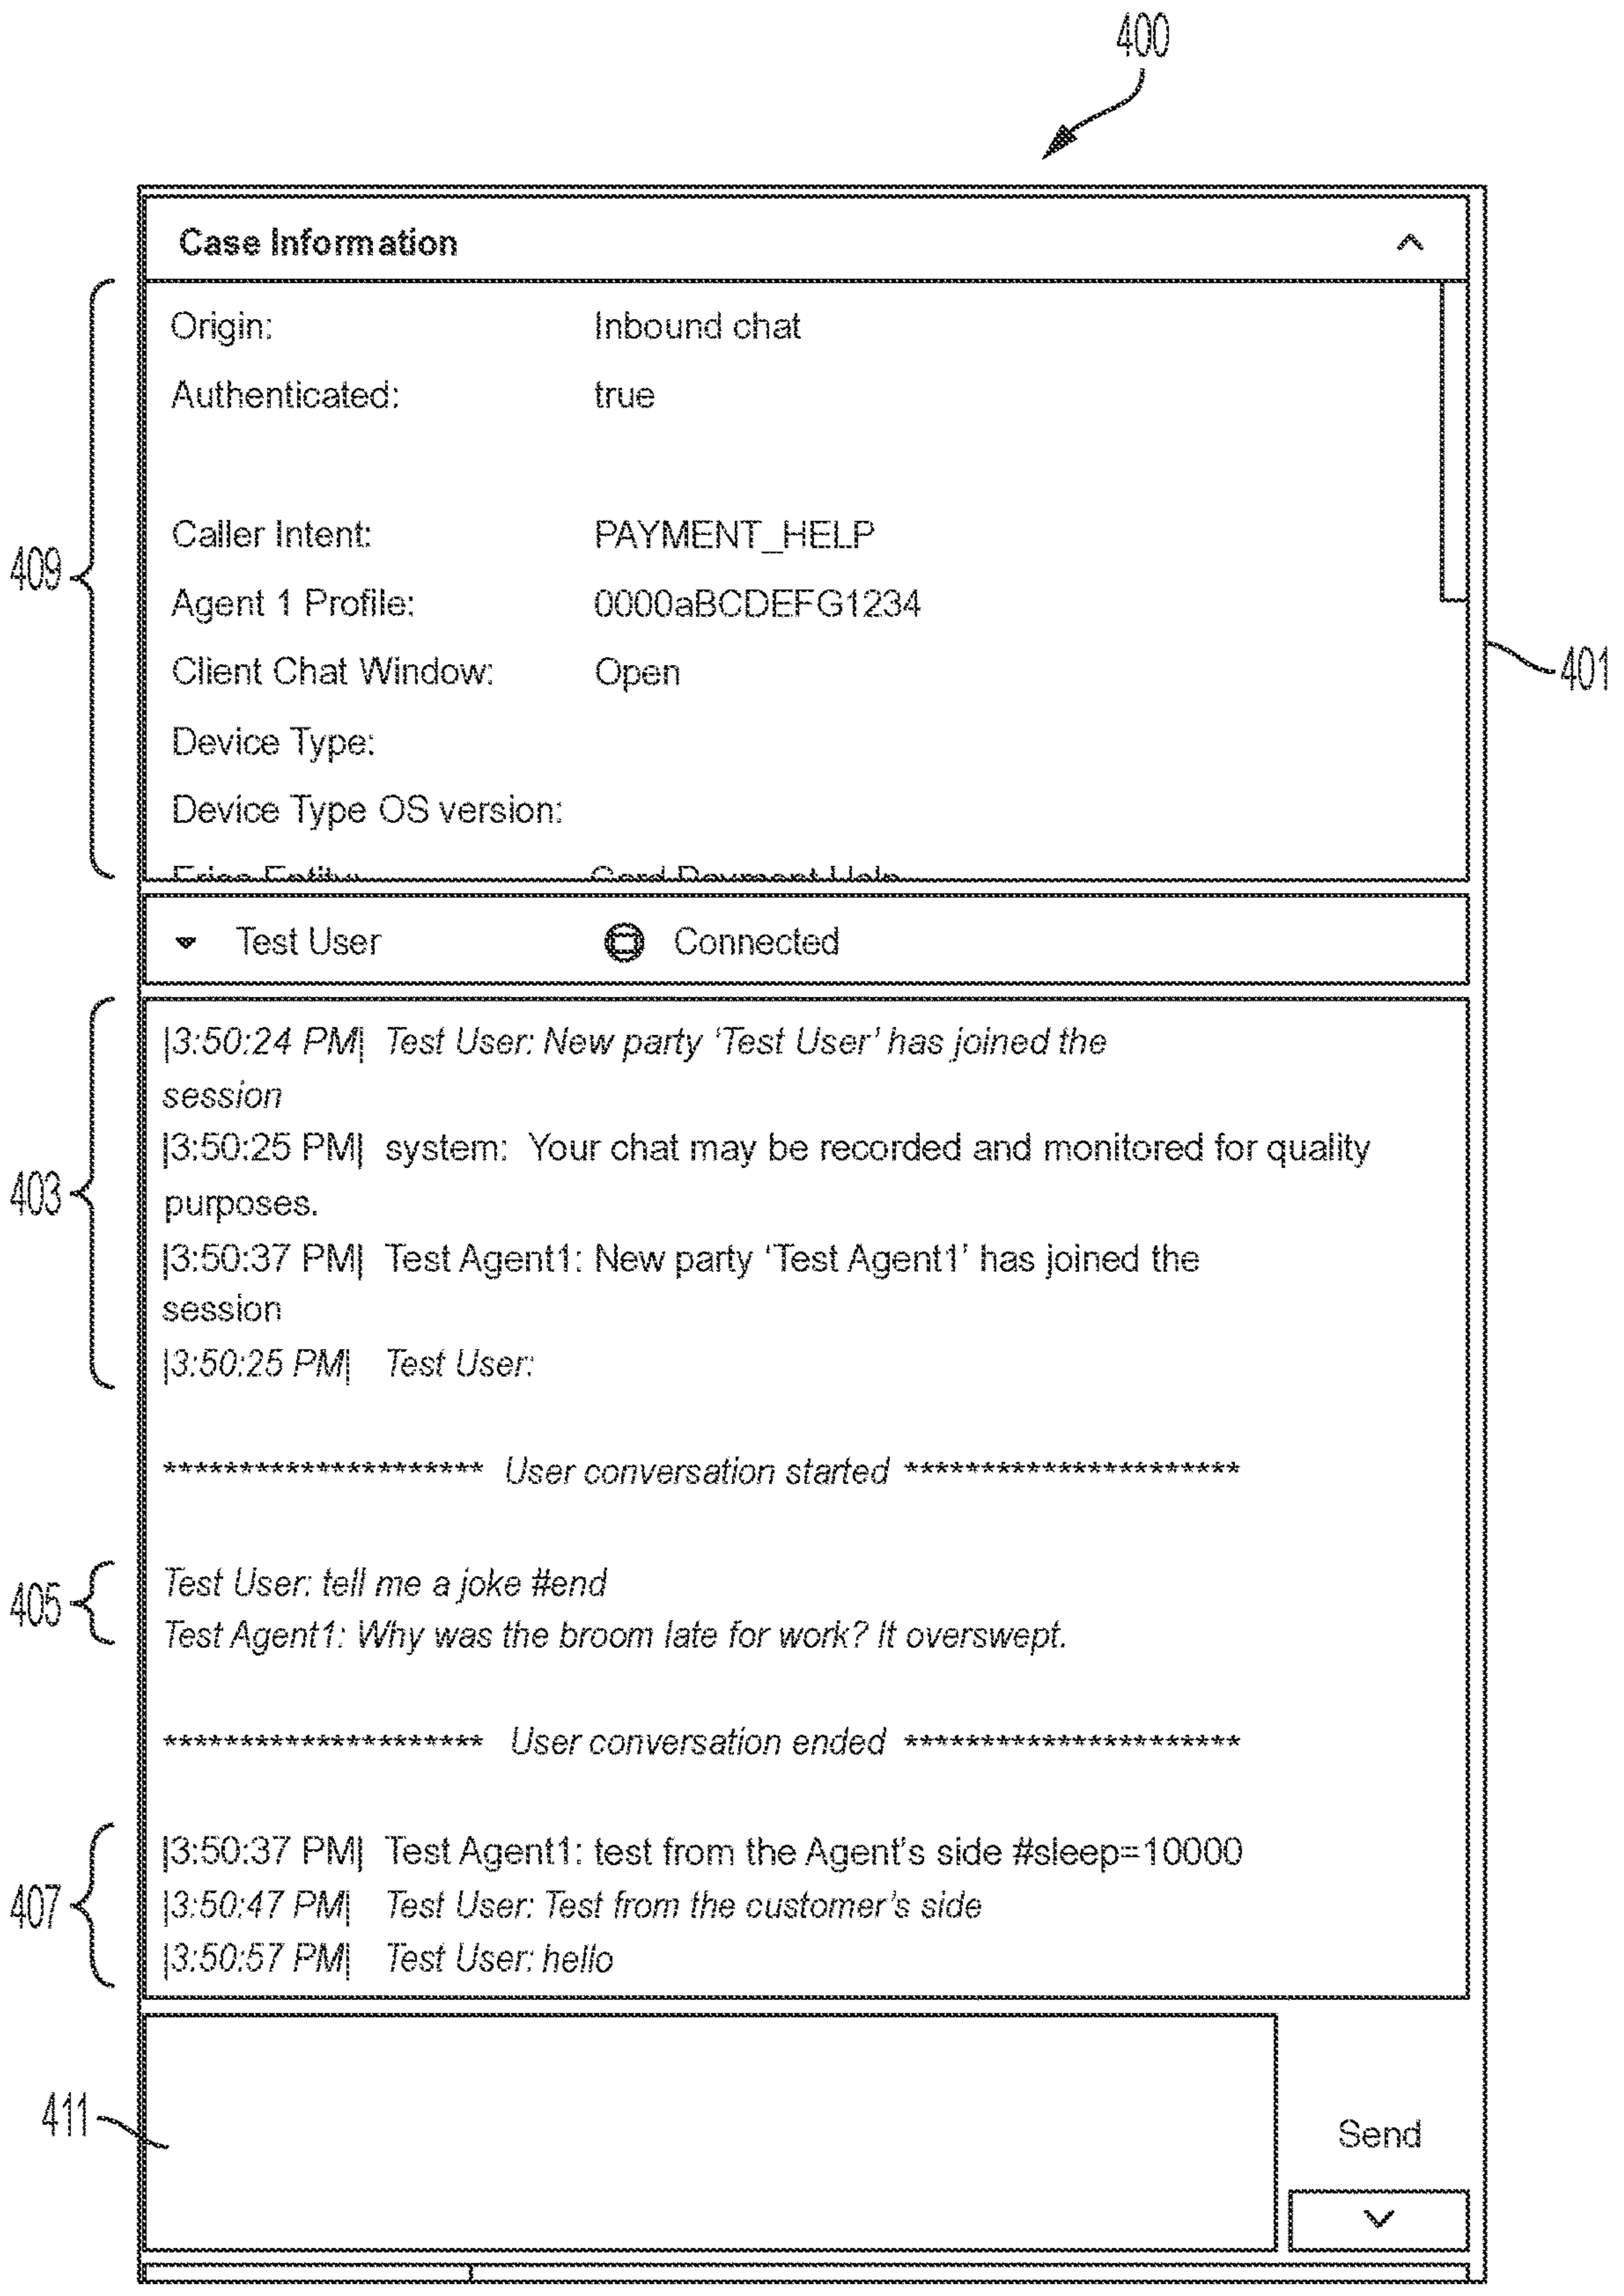 400
Case Information
Origin: Inbound chat
Authenticated: true
Caller Intent: PAYMENT_HELP
409
Agent 1 Profile: 0000aBCDEFG1234
Client Chat Window: Open
401
Device Type:
Device Type OS version:
Test User Connected
|3:50:24 PM| Test User: New party ‘Test User’ has joined the
session
|3:50:25 PM| system: Your chat may be recorded and monitored for quality
403
purposes.
|3:50:37 PM| Test Agent1: New party ‘Test Agent1’ has joined the
session
|3:50:25 PM| Test User:
********************* User conversation started **********************
Test User: tell me a joke #end
405
Test Agent1: Why was the broom late for work? It overswept.
********************* User conversation ended **********************
|3:50:37 PM| Test Agent1: test from the Agent’s side #sleep=10000
407
|3:50:47 PM| Test User: Test from the customer’s side
|3:50:57 PM| Test User: hello
411
Send